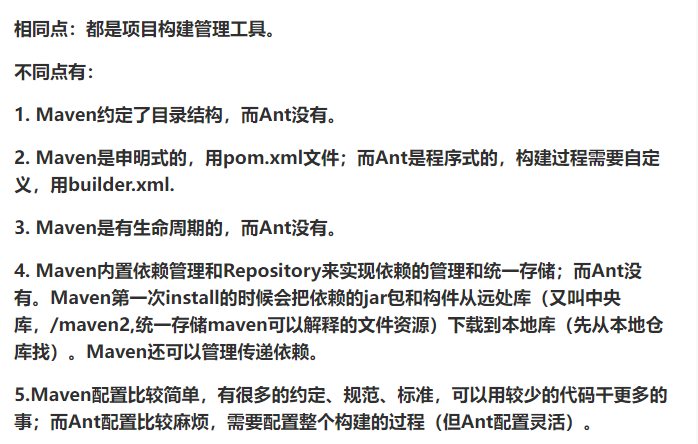 相同点：都是项目构建管理工具。
不同点有：
1. Maven约定了目录结构，而Ant没有。
2. Maven是申明式的，用pom.xml文件；而Ant是程序式的，构建过程需要自定
义，用builder.xml.
3. Maven是有生命周期的，而Ant没有。
4. Maven内置依赖管理和Repository来实现依赖的管理和统一存储；而Ant没
有。Maven第一次install的时候会把依赖的jar包和构件从远处库（又叫中央
库，/maven2,统一存储maven可以解释的文件资源）下载到本地库（先从本地仓
库找）。Maven还可以管理传递依赖。
5.Maven配置比较简单，有很多的约定、规范、标准，可以用较少的代码干更多的
事；而Ant配置比较麻烦，需要配置整个构建的过程（但Ant配置灵活）。